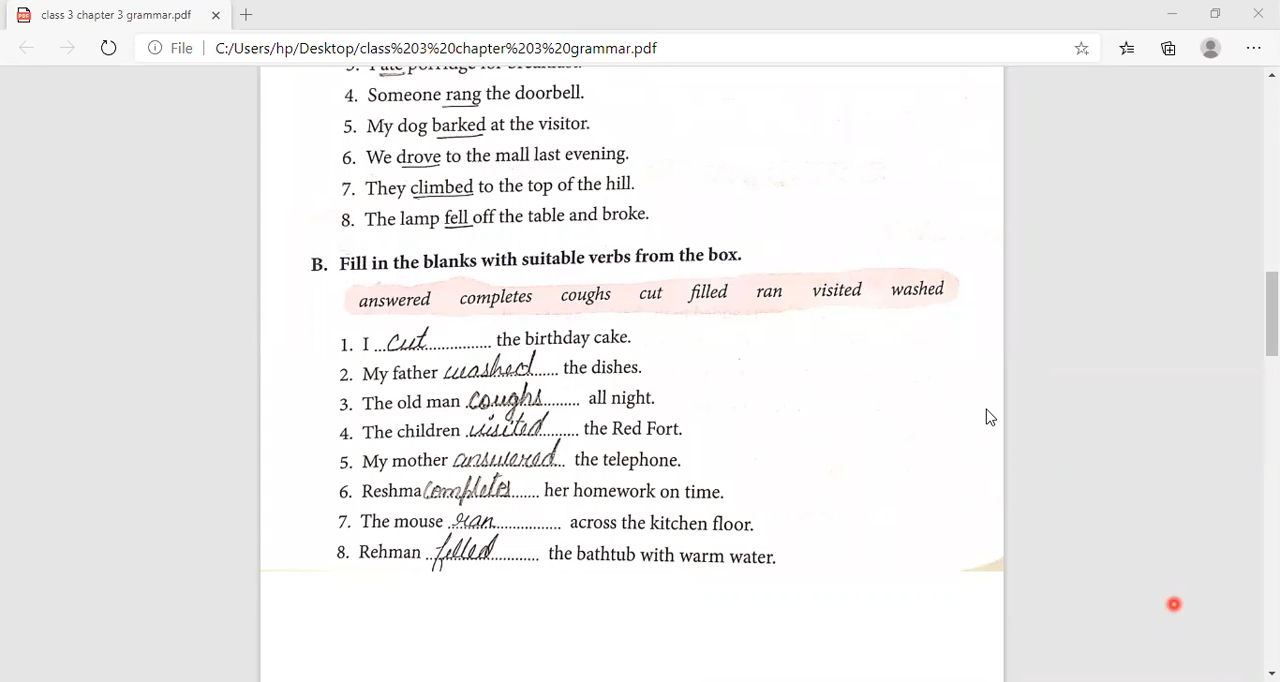 class 3 chapter 3 grammar.pdf
File C:/Users/hp/Desktop/class%203%20chapter%203%20grammar.pdf
3. I ate porridge for breakfast.
4. Someone rang the doorbell.
5. My dog barked at the visitor.
6. We drove to the mall last evening.
7. They climbed to the top of the hill.
8. The lamp fell off the table and broke.
B. Fill in the blanks with suitable verbs from the box.
answered completes coughs cut filled ran visited washed
1. I ...cut................ the birthday cake.
2. My father washed...... the dishes.
3. The old man .coughs......... all night.
4. The children .visited......... the Red Fort.
5. My mother answered... the telephone.
6. Reshma completes...... her homework on time.
7. The mouse .ran................ across the kitchen floor.
8. Rehman ..filled........... the bathtub with warm water.